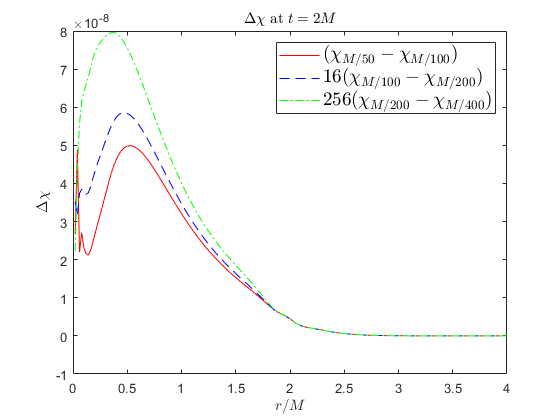 Δχ at t = 2M
×10⁻⁸
8
7
6
5
4
3
2
1
0
-1
Δχ
(χ_{M/50} − χ_{M/100})
16(χ_{M/100} − χ_{M/200})
256(χ_{M/200} − χ_{M/400})
0 0.5 1 1.5 2 2.5 3 3.5 4
r/M